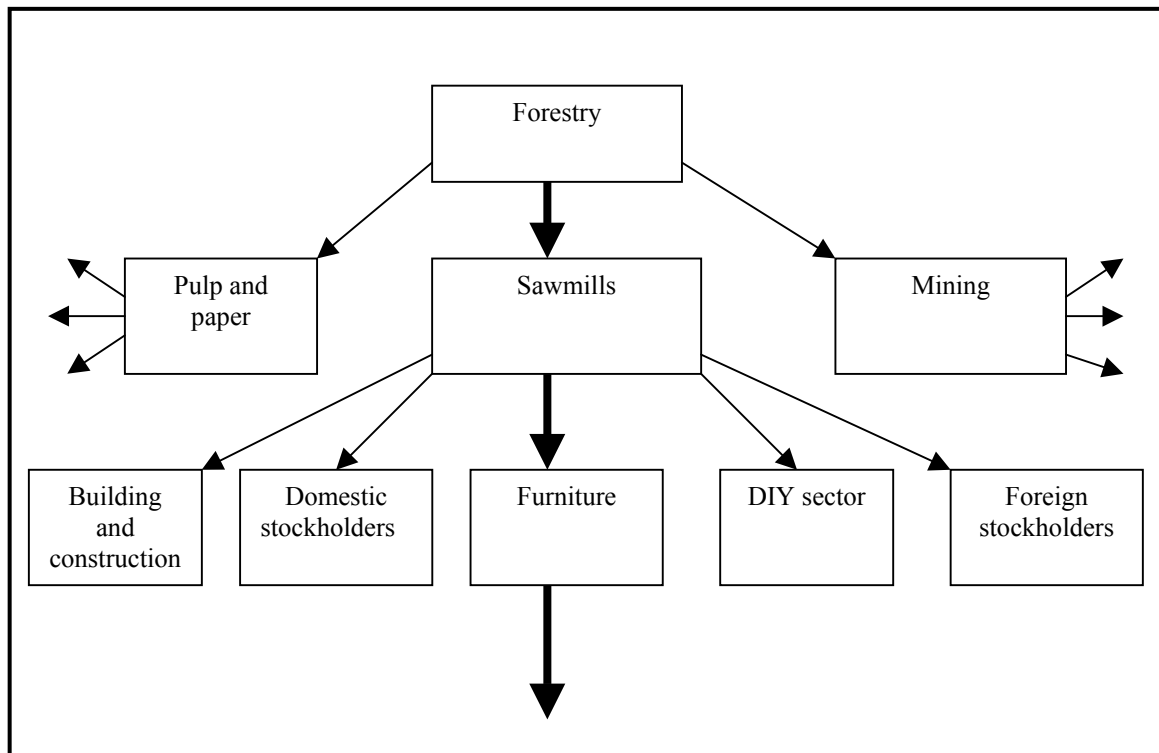 Forestry
Pulp and
paper
Sawmills
Mining
Building
and
construction
Domestic
stockholders
Furniture
DIY sector
Foreign
stockholders